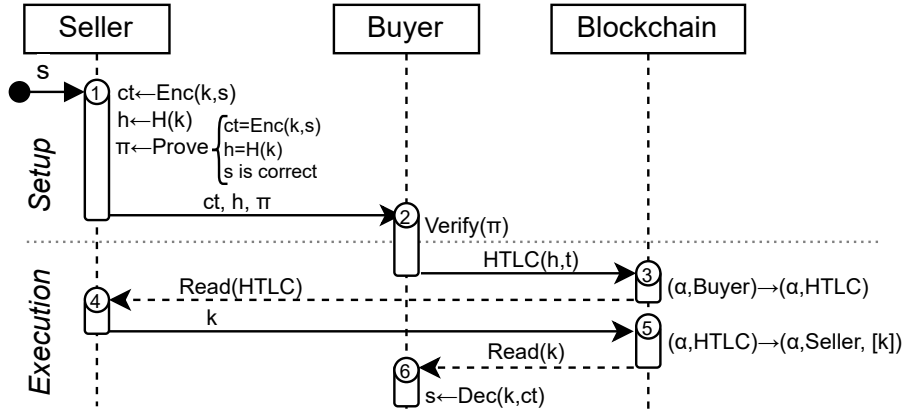 Seller
Buyer
Blockchain
s
1
ct←Enc(k,s)
h←H(k)
π←Prove
ct=Enc(k,s)
h=H(k)
s is correct
Setup
ct, h, π
2
Verify(π)
HTLC(h,t)
3
(α,Buyer)→(α,HTLC)
Read(HTLC)
4
k
5
(α,HTLC)→(α,Seller, [k])
Execution
Read(k)
6
s←Dec(k,ct)